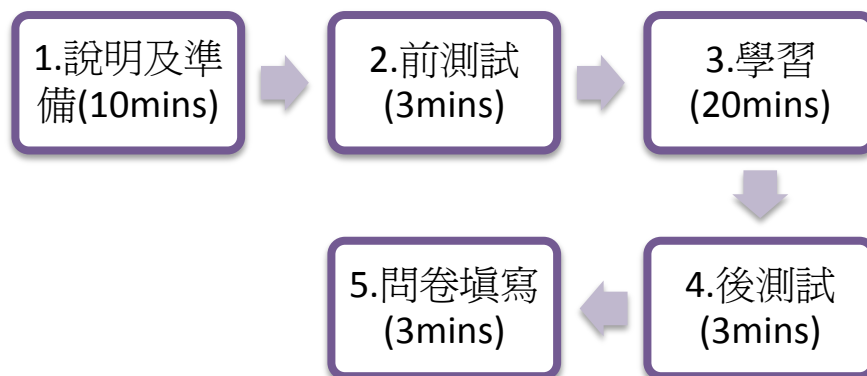 1.說明及準
備(10mins)
2.前測試
(3mins)
3.學習
(20mins)
4.後測試
(3mins)
5.問卷填寫
(3mins)